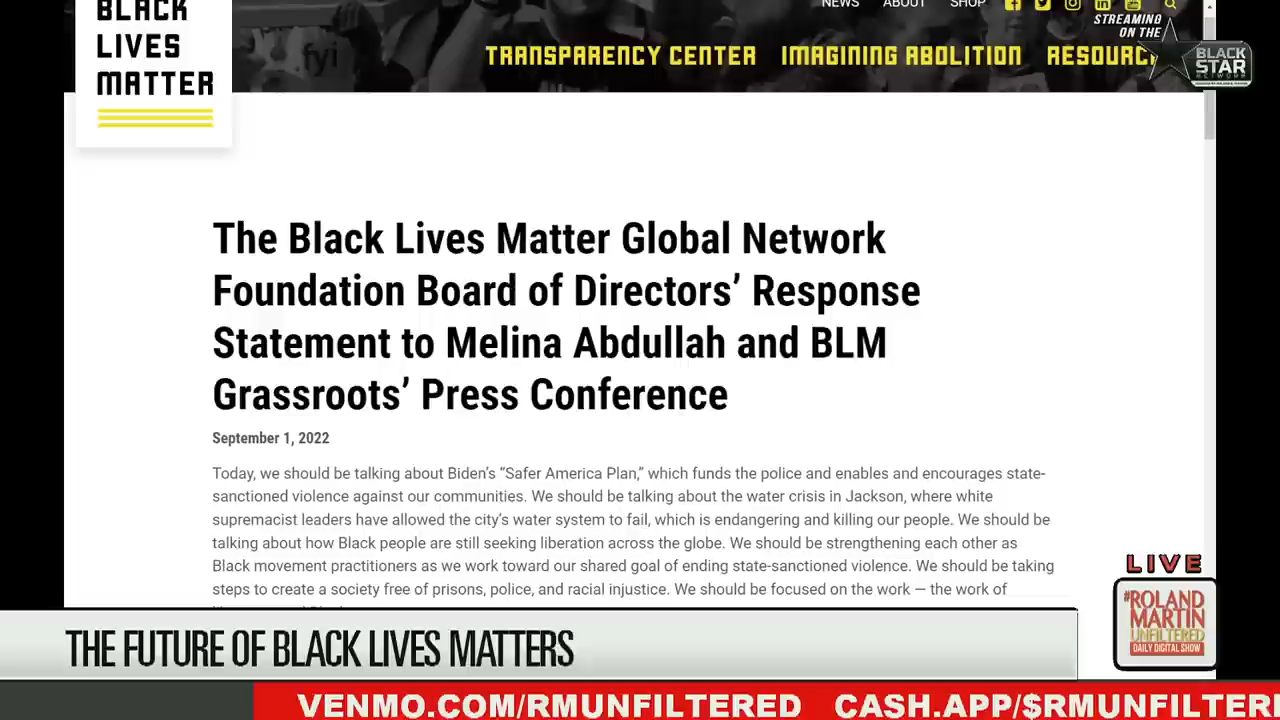 BLACK
LIVES
MATTER
NEWS ABOUT SHOP
STREAMING
ON THE
BLACK
STAR
NETWORK
TRANSPARENCY CENTER IMAGINING ABOLITION RESOURC
The Black Lives Matter Global Network
Foundation Board of Directors’ Response
Statement to Melina Abdullah and BLM
Grassroots’ Press Conference
September 1, 2022
Today, we should be talking about Biden’s “Safer America Plan,” which funds the police and enables and encourages state-
sanctioned violence against our communities. We should be talking about the water crisis in Jackson, where white
supremacist leaders have allowed the city’s water system to fail, which is endangering and killing our people. We should be
talking about how Black people are still seeking liberation across the globe. We should be strengthening each other as
Black movement practitioners as we work toward our shared goal of ending state-sanctioned violence. We should be taking
steps to create a society free of prisons, police, and racial injustice. We should be focused on the work — the work of
LIVE
#ROLAND
MARTIN
UNFILTERED
DAILY DIGITAL SHOW
THE FUTURE OF BLACK LIVES MATTERS
VENMO.COM/RMUNFILTERED CASH.APP/$RMUNFILTER